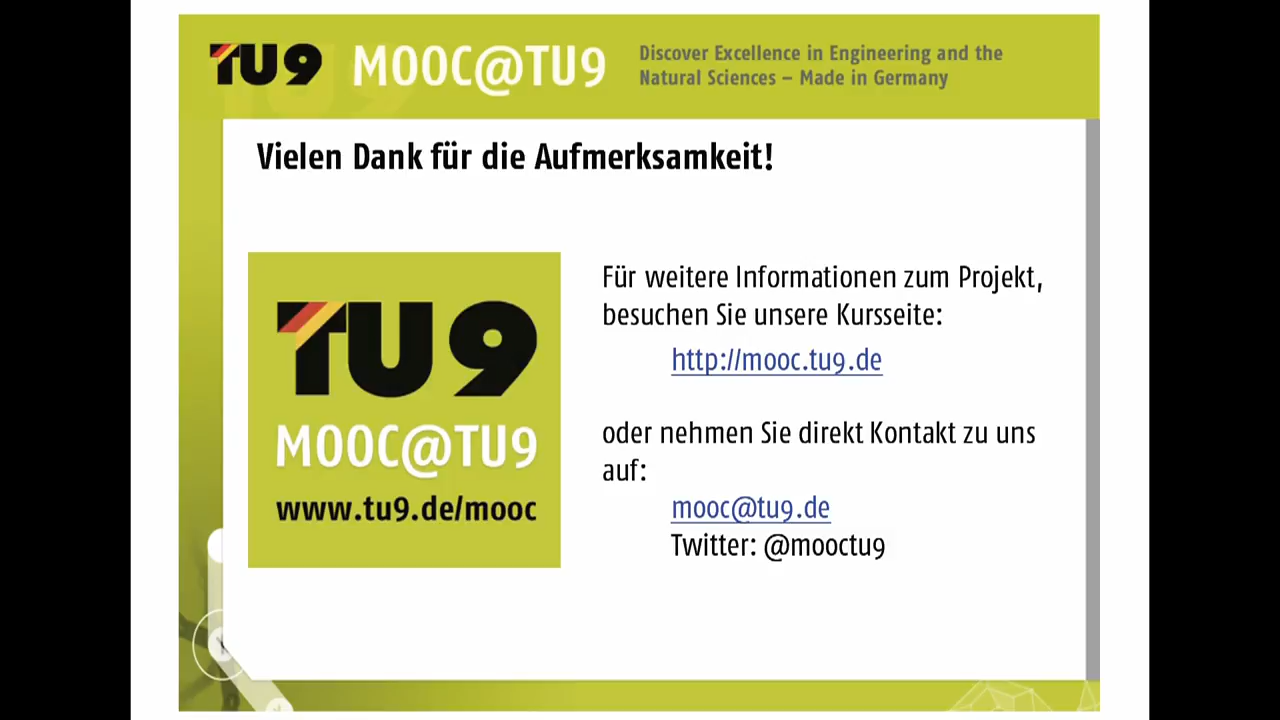 TU9 MOOC@TU9
Discover Excellence in Engineering and the
Natural Sciences – Made in Germany
Vielen Dank für die Aufmerksamkeit!
TU9
MOOC@TU9
www.tu9.de/mooc
Für weitere Informationen zum Projekt,
besuchen Sie unsere Kursseite:
http://mooc.tu9.de
oder nehmen Sie direkt Kontakt zu uns
auf:
mooc@tu9.de
Twitter: @mooctu9